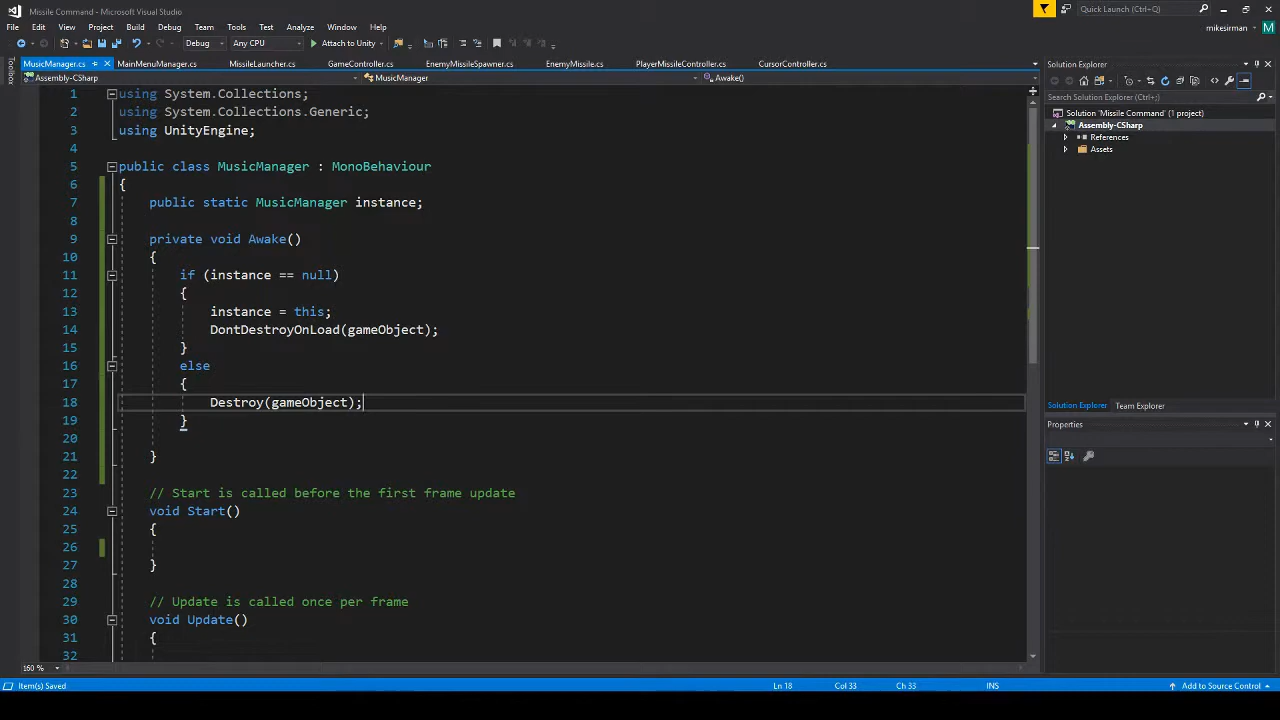 Missile Command - Microsoft Visual Studio
Quick Launch (Ctrl+Q)
File Edit View Project Build Debug Team Tools Test Analyze Window Help
mikesirman M
Debug Any CPU Attach to Unity
Toolbox
MusicManager.cs MainMenuManager.cs MissileLauncher.cs GameController.cs EnemyMissileSpawner.cs EnemyMissile.cs PlayerMissileController.cs CursorController.cs
Assembly-CSharp MusicManager Awake()
1 using System.Collections;
2 using System.Collections.Generic;
3 using UnityEngine;
4
5 public class MusicManager : MonoBehaviour
6 {
7 public static MusicManager instance;
8
9 private void Awake()
10 {
11 if (instance == null)
12 {
13 instance = this;
14 DontDestroyOnLoad(gameObject);
15 }
16 else
17 {
18 Destroy(gameObject);
19 }
20
21 }
22
23 // Start is called before the first frame update
24 void Start()
25 {
26
27 }
28
29 // Update is called once per frame
30 void Update()
31 {
32
160 %
Solution Explorer
Search Solution Explorer (Ctrl+;)
Solution 'Missile Command' (1 project)
Assembly-CSharp
References
Assets
Solution Explorer Team Explorer
Properties
Item(s) Saved Ln 18 Col 33 Ch 33 INS Add to Source Control